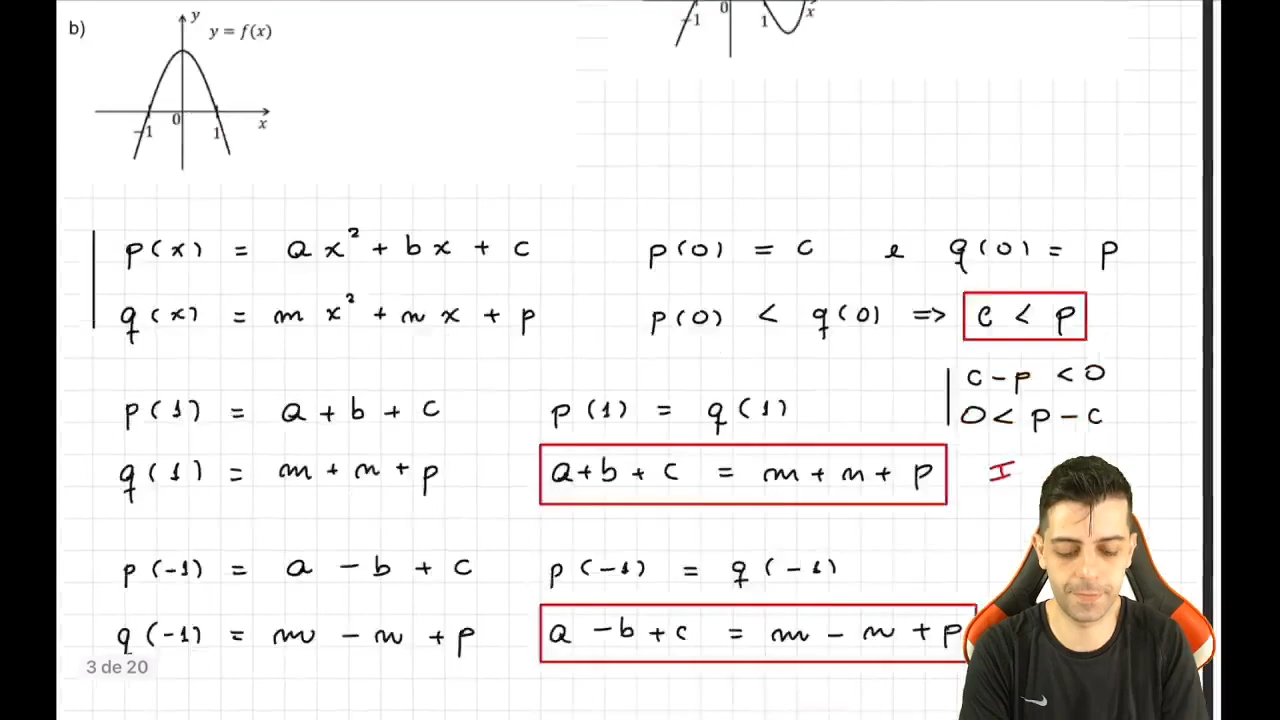 b)
y
y = f(x)
0
-1
1
x
-1
0
1
x
p(x) = ax² + bx + c
q(x) = mx² + nx + p
p(0) = c e q(0) = p
p(0) < q(0) => c < p
c - p < 0
0 < p - c
p(1) = a + b + c
q(1) = m + n + p
p(1) = q(1)
a + b + c = m + n + p
I
p(-1) = a - b + c
q(-1) = m - n + p
p(-1) = q(-1)
a - b + c = m - n + p
3 de 20